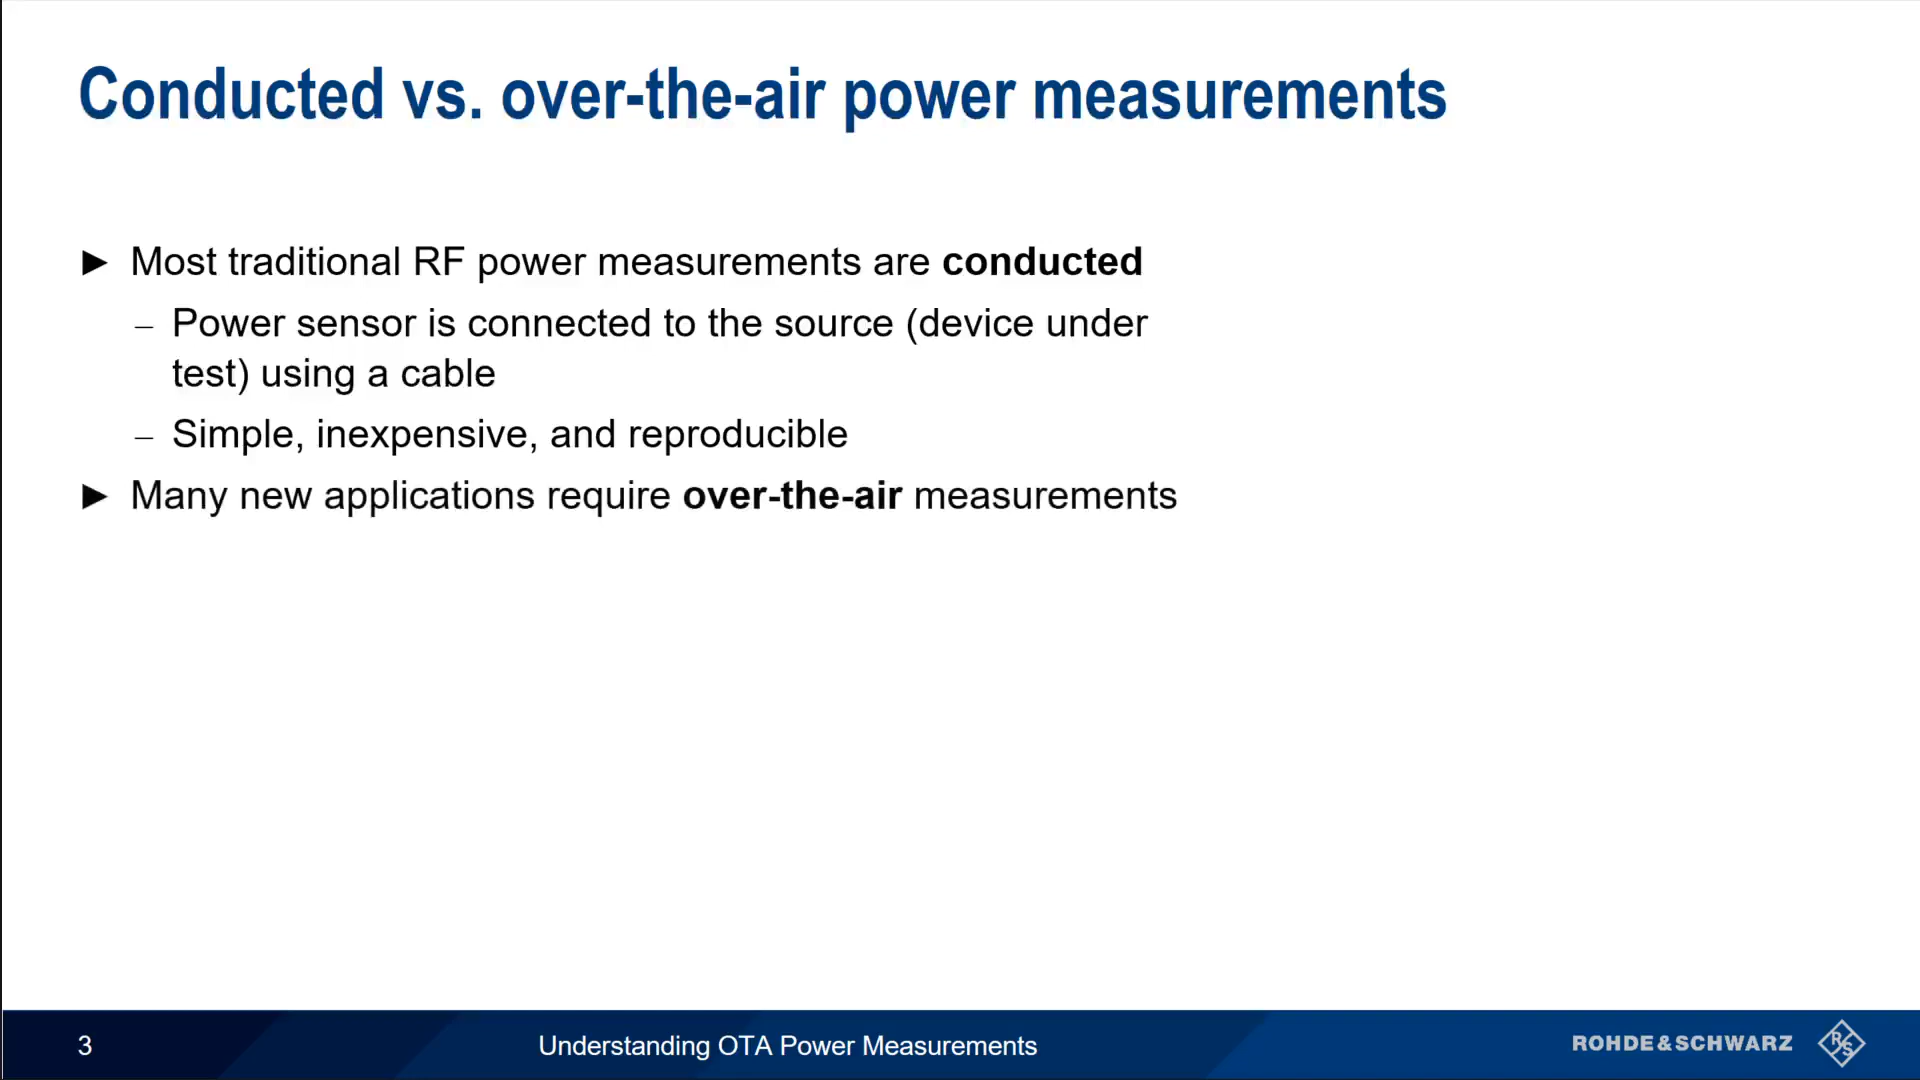 Conducted vs. over-the-air power measurements
► Most traditional RF power measurements are conducted
– Power sensor is connected to the source (device under
test) using a cable
– Simple, inexpensive, and reproducible
► Many new applications require over-the-air measurements
3
Understanding OTA Power Measurements
ROHDE&SCHWARZ
R S